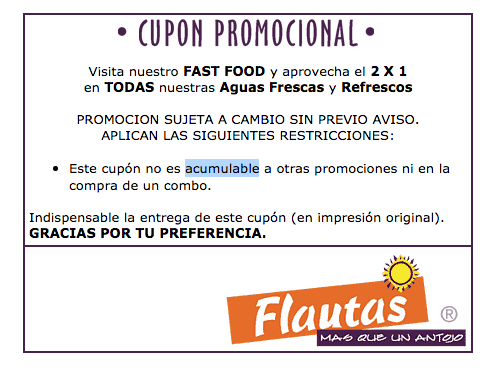 • CUPON PROMOCIONAL •
Visita nuestro FAST FOOD y aprovecha el 2 X 1
en TODAS nuestras Aguas Frescas y Refrescos
PROMOCION SUJETA A CAMBIO SIN PREVIO AVISO.
APLICAN LAS SIGUIENTES RESTRICCIONES:
• Este cupón no es acumulable a otras promociones ni en la
compra de un combo.
Indispensable la entrega de este cupón (en impresión original).
GRACIAS POR TU PREFERENCIA.
Flautas ®
MAS QUE UN ANTOJO